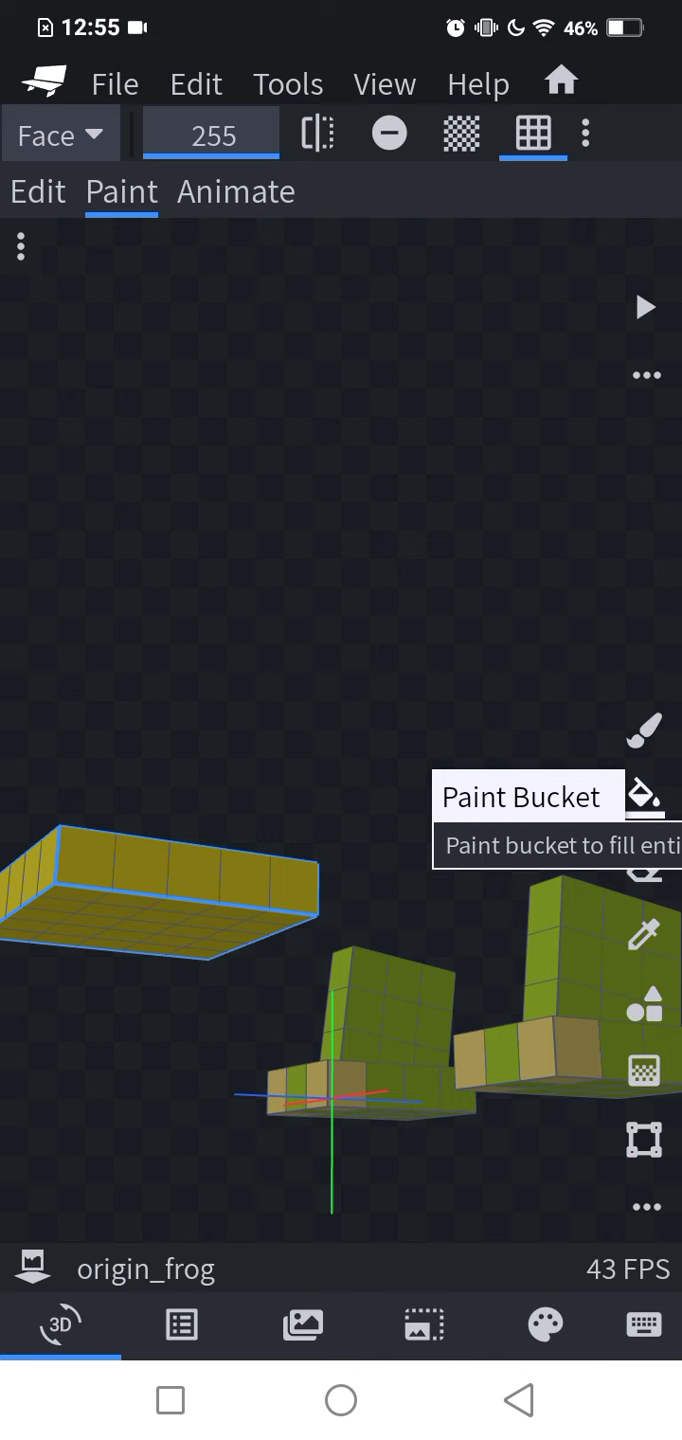 12:55
46%
File Edit Tools View Help
Face 255
Edit Paint Animate
Paint Bucket
Paint bucket to fill enti
origin_frog 43 FPS
3D